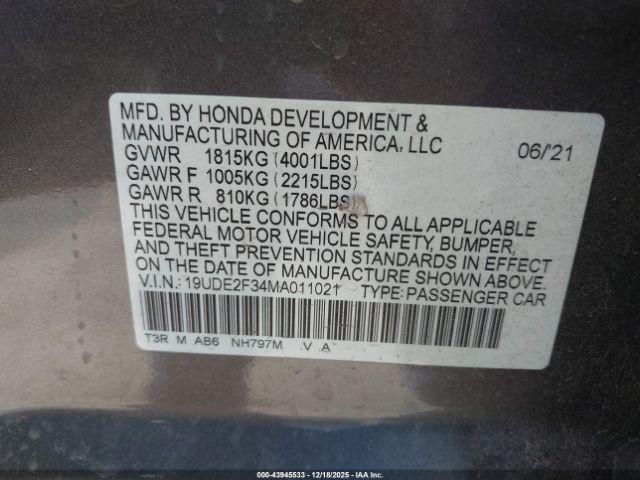 MFD. BY HONDA DEVELOPMENT &
MANUFACTURING OF AMERICA, LLC 06/'21
GVWR 1815KG (4001LBS)
GAWR F 1005KG (2215LBS)
GAWR R 810KG (1786LBS)
THIS VEHICLE CONFORMS TO ALL APPLICABLE
FEDERAL MOTOR VEHICLE SAFETY, BUMPER,
AND THEFT PREVENTION STANDARDS IN EFFECT
ON THE DATE OF MANUFACTURE SHOWN ABOVE.
V.I.N.: 19UDE2F34MA011021 TYPE: PASSENGER CAR
T3R M AB6 NH797M .V .A
000-43945533 - 12/18/2025 - IAA Inc.